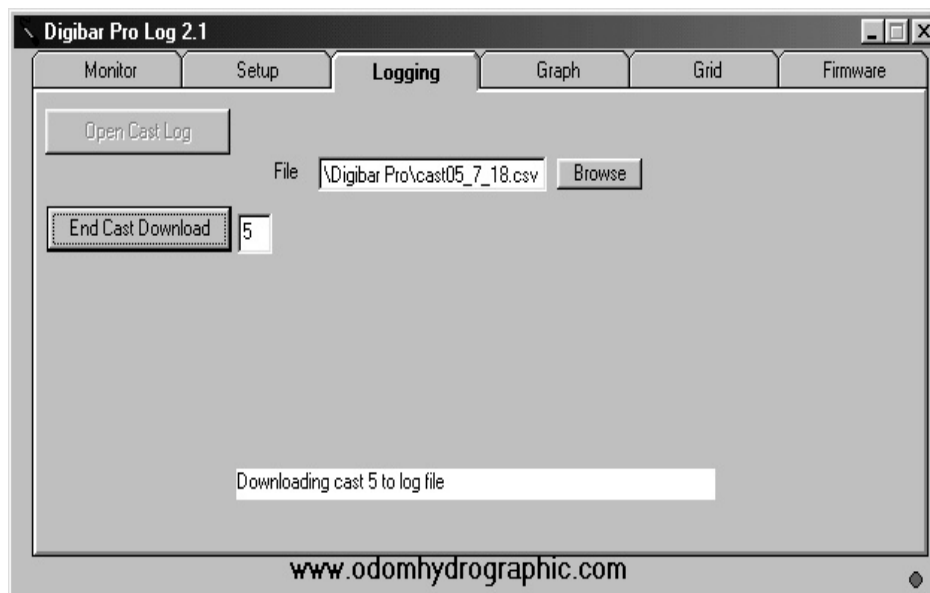 Digibar Pro Log 2.1
Monitor Setup Logging Graph Grid Firmware
Open Cast Log
File \Digibar Pro\cast05_7_18.csv Browse
End Cast Download 5
Downloading cast 5 to log file
www.odomhydrographic.com